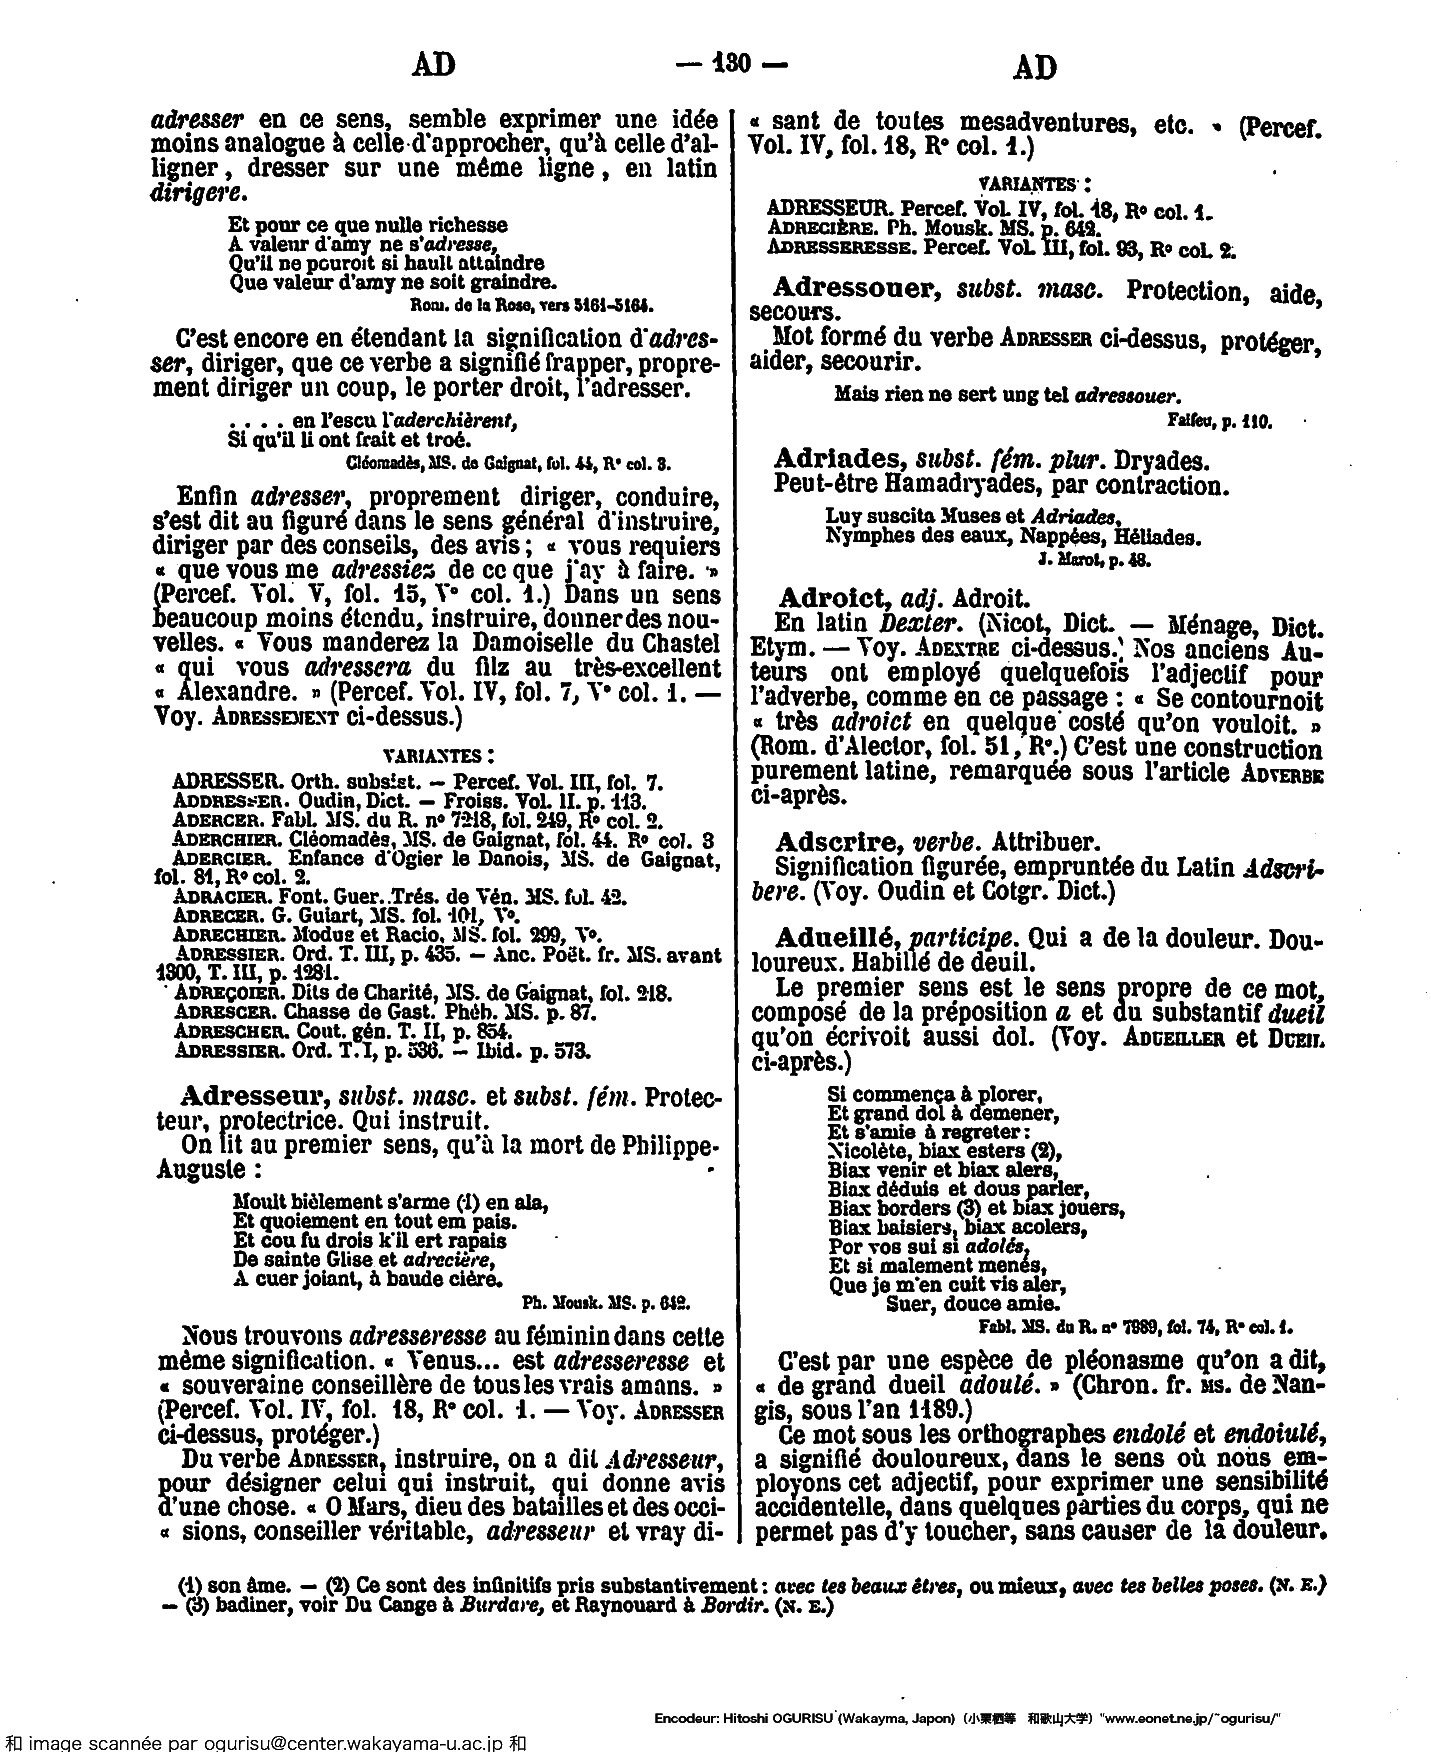 AD — 130 — AD
adresser en ce sens, semble exprimer une idée
moins analogue à celle d'approcher, qu'à celle d'al-
ligner, dresser sur une même ligne, en latin
dirigere.
Et pour ce que nulle richesse
A valeur d'amy ne s'adresse,
Qu'il ne pouroit si hault attaindre
Que valeur d'amy ne soit graindre.
Rom. de la Rose, vers 5161-5164.
C'est encore en étendant la signification d'adres-
ser, diriger, que ce verbe a signifié frapper, propre-
ment diriger un coup, le porter droit, l'adresser.
. . . . en l'escu l'aderchièrent,
Si qu'il li ont frait et troé.
Cléomadès, MS. de Gaignat, fol. 44, R° col. 3.
Enfin adresser, proprement diriger, conduire,
s'est dit au figuré dans le sens général d'instruire,
diriger par des conseils, des avis ; « vous requiers
« que vous me adressiez de ce que j'ay à faire. »
(Percef. Vol. V, fol. 15, V° col. 1.) Dans un sens
beaucoup moins étendu, instruire, donner des nou-
velles. « Vous manderez la Damoiselle du Chastel
« qui vous adressera du filz au très-excellent
« Alexandre. » (Percef. Vol. IV, fol. 7, V° col. 1. —
Voy. ADRESSEMENT ci-dessus.)
VARIANTES :
ADRESSER. Orth. subsist. — Percef. Vol. III, fol. 7.
ADDRESSER. Oudin, Dict. — Froiss. Vol. II. p. 113.
ADERCER. Fabl. MS. du R. n° 7218, fol. 249, R° col. 2.
ADERCHIER. Cléomadès, MS. de Gaignat, fol. 44. R° col. 3
ADERCIER. Enfance d'Ogier le Danois, MS. de Gaignat,
fol. 81, R° col. 2.
ADRACIER. Font. Guer. Trés. de Vén. MS. fol. 42.
ADRECER. G. Guiart, MS. fol. 101, V°.
ADRECHIER. Modus et Racio, MS. fol. 299, V°.
ADRESSIER. Ord. T. III, p. 435. — Anc. Poët. fr. MS. avant
1300, T. III, p. 1281.
ADREÇOIER. Dits de Charité, MS. de Gaignat, fol. 218.
ADRESCER. Chasse de Gast. Phéb. MS. p. 87.
ADRESCHER. Cout. gén. T. II, p. 854.
ADRESSIER. Ord. T. I, p. 536. — Ibid. p. 573.
Adresseur, subst. masc. et subst. fém. Protec-
teur, protectrice. Qui instruit.
On lit au premier sens, qu'à la mort de Philippe-
Auguste :
Moult bièlement s'arme (1) en ala,
Et quoiement en tout em pais.
Et cou fu drois k'il ert rapais
De sainte Glise et adrecière,
A cuer joiant, à baude cière.
Ph. Mousk. MS. p. 642.
Nous trouvons adresseresse au féminin dans cette
même signification. « Venus... est adresseresse et
« souveraine conseillère de tous les vrais amans. »
(Percef. Vol. IV, fol. 18, R° col. 1. — Voy. ADRESSER
ci-dessus, protéger.)
Du verbe ADRESSER, instruire, on a dit Adresseur,
pour désigner celui qui instruit, qui donne avis
d'une chose. « O Mars, dieu des batailles et des occi-
« sions, conseiller véritable, adresseur et vray di-
« sant de toutes mesadventures, etc. » (Percef.
Vol. IV, fol. 18, R° col. 1.)
VARIANTES :
ADRESSEUR. Percef. Vol. IV, fol. 18, R° col. 1.
ADRECIÈRE. Ph. Mousk. MS. p. 642.
ADRESSERESSE. Percef. Vol. III, fol. 93, R° col. 2.
Adressouer, subst. masc. Protection, aide,
secours.
Mot formé du verbe ADRESSER ci-dessus, protéger,
aider, secourir.
Mais rien ne sert ung tel adressouer.
Faifeu, p. 110.
Adriades, subst. fém. plur. Dryades.
Peut-être Hamadryades, par contraction.
Luy suscita Muses et Adriades,
Nymphes des eaux, Nappées, Héliades.
J. Marot, p. 48.
Adroict, adj. Adroit.
En latin Dexter. (Nicot, Dict. — Ménage, Dict.
Etym. — Voy. ADEXTRE ci-dessus.) Nos anciens Au-
teurs ont employé quelquefois l'adjectif pour
l'adverbe, comme en ce passage : « Se contournoit
« très adroict en quelque costé qu'on vouloit. »
(Rom. d'Alector, fol. 51, R°.) C'est une construction
purement latine, remarquée sous l'article ADVERBE
ci-après.
Adscrire, verbe. Attribuer.
Signification figurée, empruntée du Latin Adscri-
bere. (Voy. Oudin et Cotgr. Dict.)
Adueillé, participe. Qui a de la douleur. Dou-
loureux. Habillé de deuil.
Le premier sens est le sens propre de ce mot,
composé de la préposition a et du substantif dueil
qu'on écrivoit aussi dol. (Voy. ADUEILLER et DUEIL
ci-après.)
Si commença à plorer,
Et grand dol à demener,
Et s'amie à regreter :
Nicolète, biax esters (2),
Biax venir et biax alers,
Biax déduis et dous parler,
Biax borders (3) et biax jouers,
Biax baisiers, biax acolers,
Por vos sui si adolés,
Et si malement menés,
Que je m'en cuit vis aler,
Suer, douce amie.
Fabl. MS. du R. n° 7989, fol. 74, R° col. 1.
C'est par une espèce de pléonasme qu'on a dit,
« de grand dueil adoulé. » (Chron. fr. MS. de Nan-
gis, sous l'an 1189.)
Ce mot sous les orthographes endolé et endoiulé,
a signifié douloureux, dans le sens où nous em-
ployons cet adjectif, pour exprimer une sensibilité
accidentelle, dans quelques parties du corps, qui ne
permet pas d'y toucher, sans causer de la douleur.
(1) son âme. — (2) Ce sont des infinitifs pris substantivement : avec tes beaux êtres, ou mieux, avec tes belles poses. (N. E.)
— (3) badiner, voir Du Cange à Burdare, et Raynouard à Bordir. (N. E.)
Encodeur: Hitoshi OGURISU (Wakayma, Japon) (小栗栖等 和歌山大学) "www.eonet.ne.jp/~ogurisu/"
和 image scannée par ogurisu@center.wakayama-u.ac.jp 和